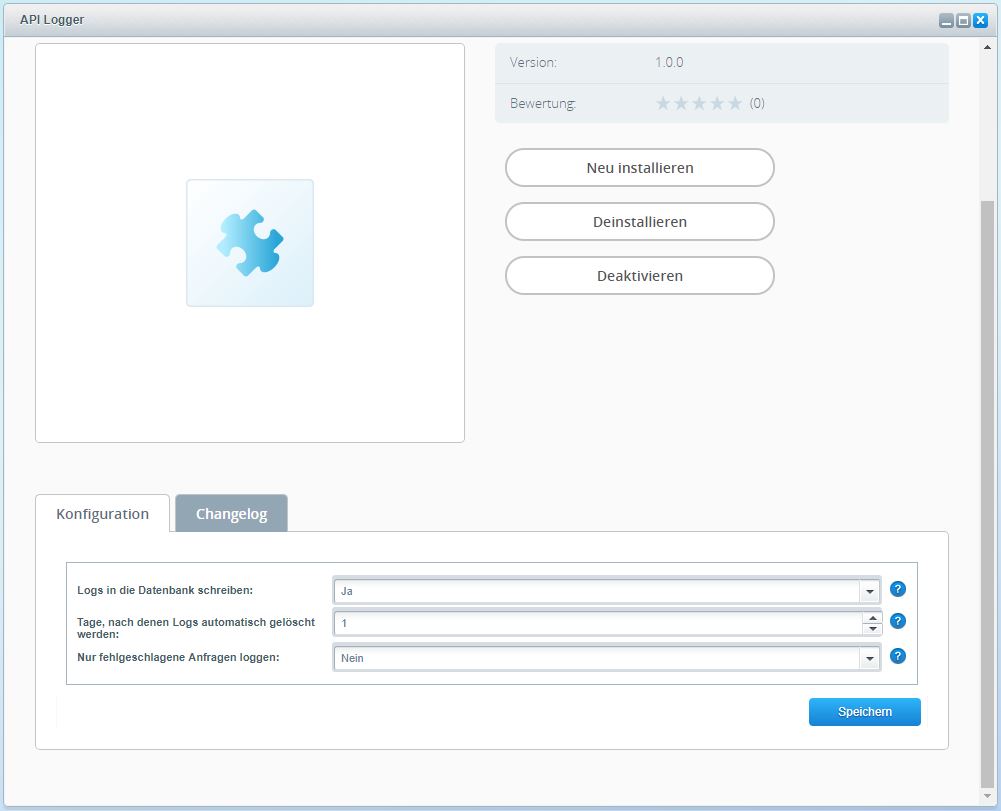 API Logger
Version: 1.0.0
Bewertung: (0)
Neu installieren
Deinstallieren
Deaktivieren
Konfiguration Changelog
Logs in die Datenbank schreiben: Ja ?
Tage, nach denen Logs automatisch gelöscht
werden: 1 ?
Nur fehlgeschlagene Anfragen loggen: Nein ?
Speichern